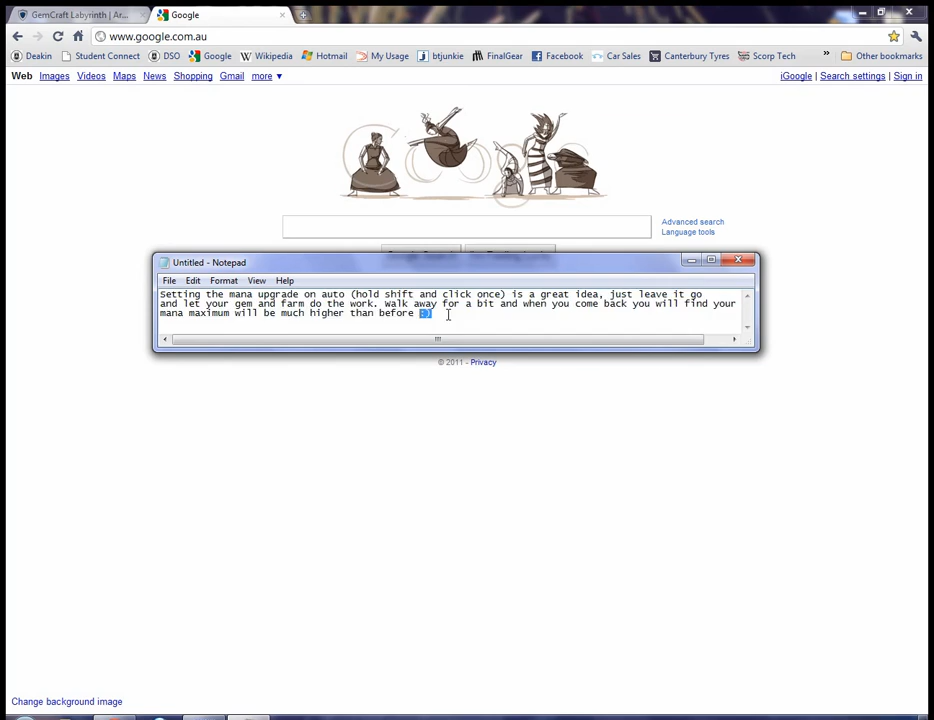 GemCraft Labyrinth | Ar...
Google
www.google.com.au
Deakin Student Connect DSO Google Wikipedia Hotmail My Usage btjunkie FinalGear Facebook Car Sales Canterbury Tyres Scorp Tech » Other bookmarks
Web Images Videos Maps News Shopping Gmail more ▼ iGoogle | Search settings | Sign in
Advanced search
Language tools
Untitled - Notepad
File Edit Format View Help
Setting the mana upgrade on auto (hold shift and click once) is a great idea, just leave it go
and let your gem and farm do the work. Walk away for a bit and when you come back you will find your
mana maximum will be much higher than before :)
© 2011 - Privacy
Change background image